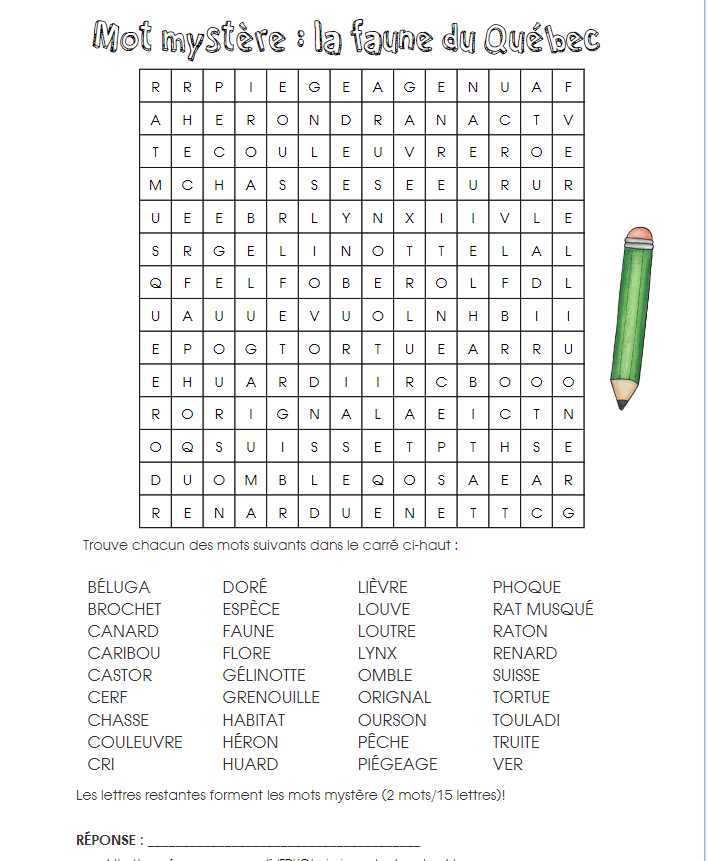 Mot mystère : la faune du Québec
R R P I E G E A G E N U A F
A H E R O N D R A N A C T V
T E C O U L E U V R E R O E
M C H A S S E S E E U R U R
U E E B R L Y N X I I V L E
S R G E L I N O T T E L A L
Q F E L F O B E R O L F D L
U A U U E V U O L N H B I I
E P O G T O R T U E A R R U
E H U A R D I I R C B O O O
R O R I G N A L A E I C T N
O Q S U I S S E T P T H S E
D U O M B L E Q O S A E A R
R E N A R D U E N E T T C G
Trouve chacun des mots suivants dans le carré ci-haut :
BÉLUGA DORÉ LIÈVRE PHOQUE
BROCHET ESPÈCE LOUVE RAT MUSQUÉ
CANARD FAUNE LOUTRE RATON
CARIBOU FLORE LYNX RENARD
CASTOR GÉLINOTTE OMBLE SUISSE
CERF GRENOUILLE ORIGNAL TORTUE
CHASSE HABITAT OURSON TOULADI
COULEUVRE HÉRON PÊCHE TRUITE
CRI HUARD PIÉGEAGE VER
Les lettres restantes forment les mots mystère (2 mots/15 lettres)!
RÉPONSE : ________________________________________